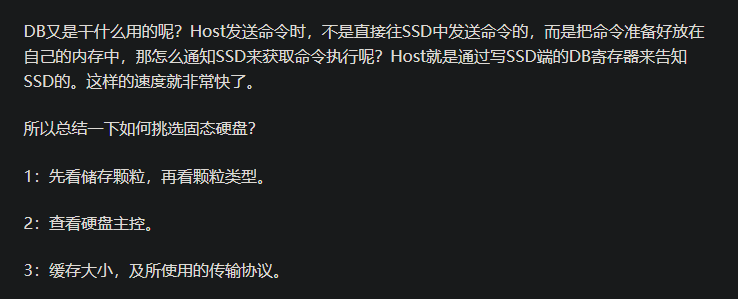 DB又是干什么用的呢？Host发送命令时，不是直接往SSD中发送命令的，而是把命令准备好放在
自己的内存中，那怎么通知SSD来获取命令执行呢？Host就是通过写SSD端的DB寄存器来告知
SSD的。这样的速度就非常快了。
所以总结一下如何挑选固态硬盘？
1：先看储存颗粒，再看颗粒类型。
2：查看硬盘主控。
3：缓存大小，及所使用的传输协议。